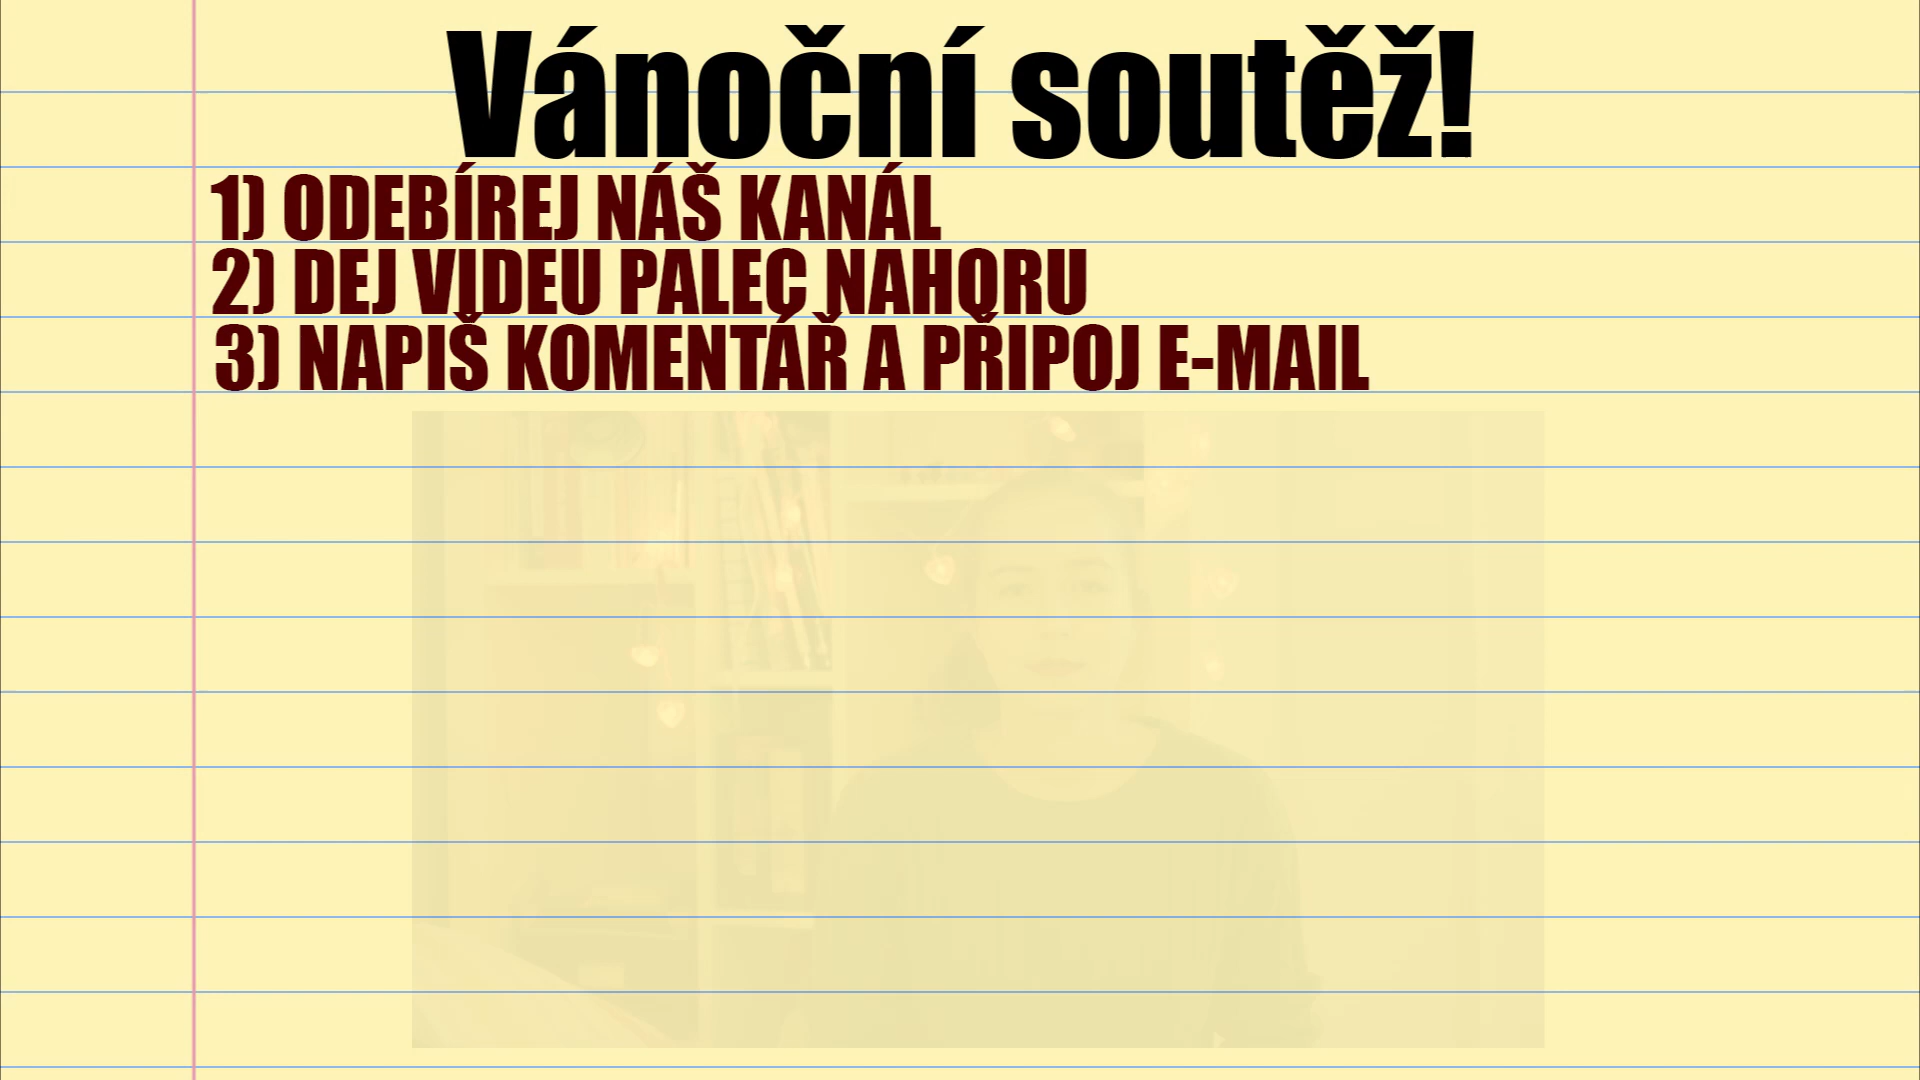 Vánoční soutěž!
1) ODEBÍREJ NÁŠ KANÁL
2) DEJ VIDEU PALEC NAHORU
3) NAPIŠ KOMENTÁŘ A PŘIPOJ E-MAIL